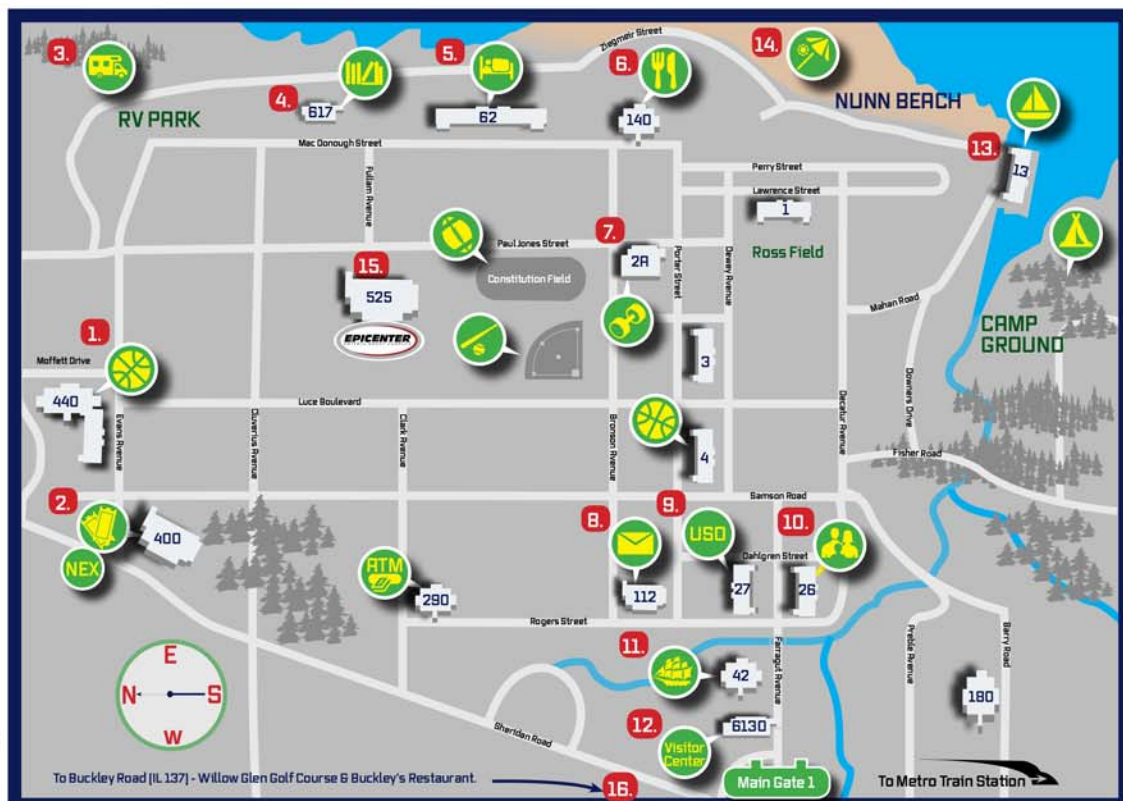 3.
RV PARK
4.
617
5.
62
6.
140
Ziegmeir Street
14.
NUNN BEACH
13.
13
Mac Donough Street
Fullam Avenue
Perry Street
Lawrence Street
1
Ross Field
Paul Jones Street
7.
2A
Porter Street
Dewey Avenue
15.
525
EPICENTER
Constitution Field
Mahan Road
CAMP
GROUND
3
1.
Moffett Drive
440
Evans Avenue
Luce Boulevard
Cluverius Avenue
Clark Avenue
Bronson Avenue
4
Decatur Avenue
Downers Drive
Fisher Road
Samson Road
2.
NEX
400
ATM
290
8.
112
9.
USO
27
10.
Dahlgren Street
26
Rogers Street
11.
42
Farragut Avenue
Preble Avenue
Barry Road
180
12.
Visitor
Center
6130
Main Gate 1
Sheridan Road
E
N
S
W
To Buckley Road (IL 137) - Willow Glen Golf Course & Buckley's Restaurant.
16.
To Metro Train Station